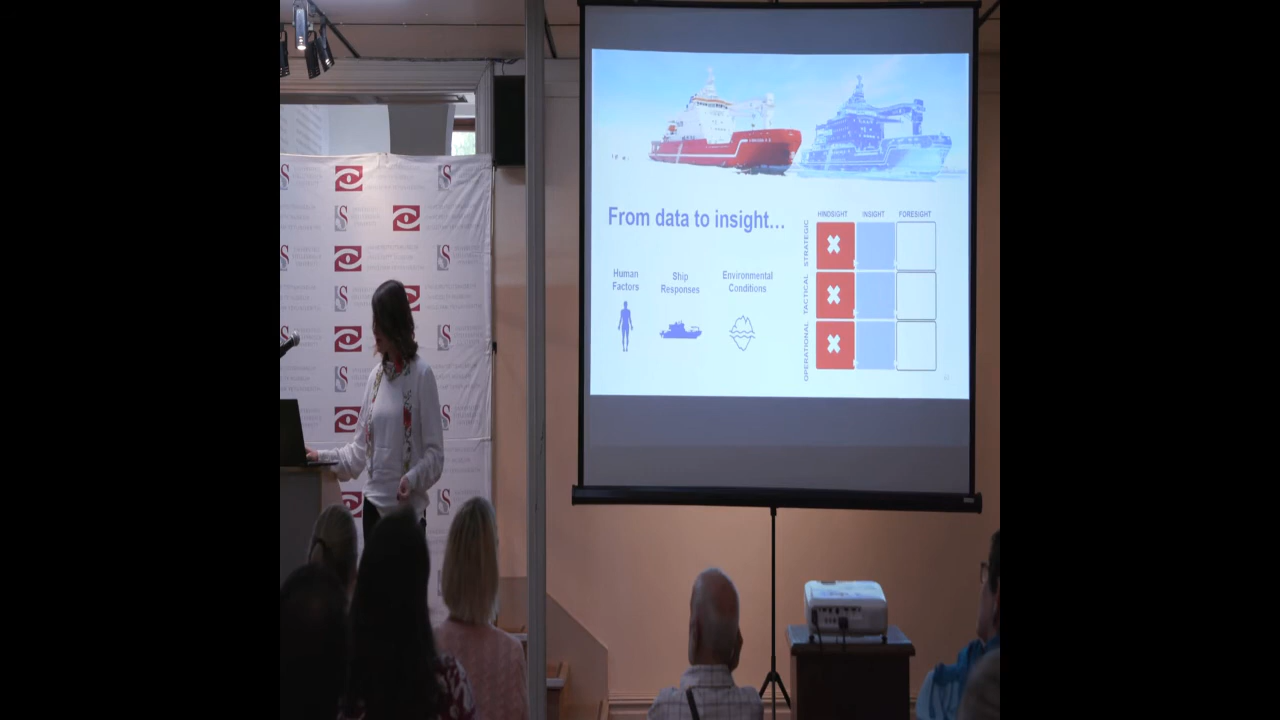 From data to insight...
Human
Factors
Ship
Responses
Environmental
Conditions
HINDSIGHT INSIGHT FORESIGHT
STRATEGIC
TACTICAL
OPERATIONAL